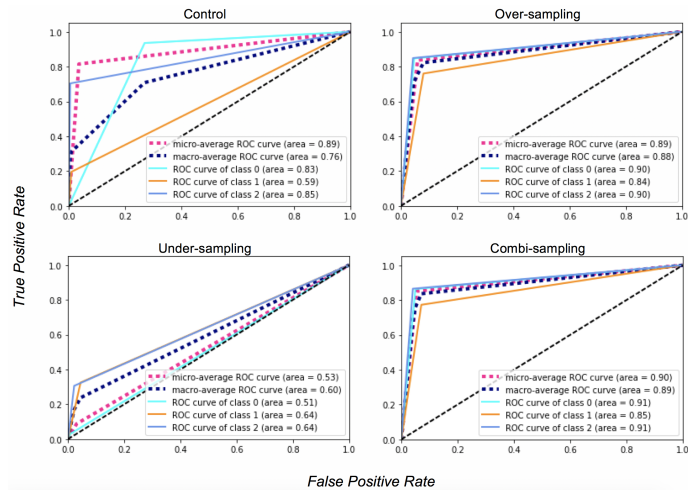 Control
1.0
0.8
0.6
0.4
0.2
0.0
micro-average ROC curve (area = 0.89)
macro-average ROC curve (area = 0.76)
ROC curve of class 0 (area = 0.83)
ROC curve of class 1 (area = 0.59)
ROC curve of class 2 (area = 0.85)
0.0 0.2 0.4 0.6 0.8 1.0
Over-sampling
1.0
0.8
0.6
0.4
0.2
0.0
micro-average ROC curve (area = 0.89)
macro-average ROC curve (area = 0.88)
ROC curve of class 0 (area = 0.90)
ROC curve of class 1 (area = 0.84)
ROC curve of class 2 (area = 0.90)
0.0 0.2 0.4 0.6 0.8 1.0
True Positive Rate
Under-sampling
1.0
0.8
0.6
0.4
0.2
0.0
micro-average ROC curve (area = 0.53)
macro-average ROC curve (area = 0.60)
ROC curve of class 0 (area = 0.51)
ROC curve of class 1 (area = 0.64)
ROC curve of class 2 (area = 0.64)
0.0 0.2 0.4 0.6 0.8 1.0
Combi-sampling
1.0
0.8
0.6
0.4
0.2
0.0
micro-average ROC curve (area = 0.90)
macro-average ROC curve (area = 0.89)
ROC curve of class 0 (area = 0.91)
ROC curve of class 1 (area = 0.85)
ROC curve of class 2 (area = 0.91)
0.0 0.2 0.4 0.6 0.8 1.0
False Positive Rate